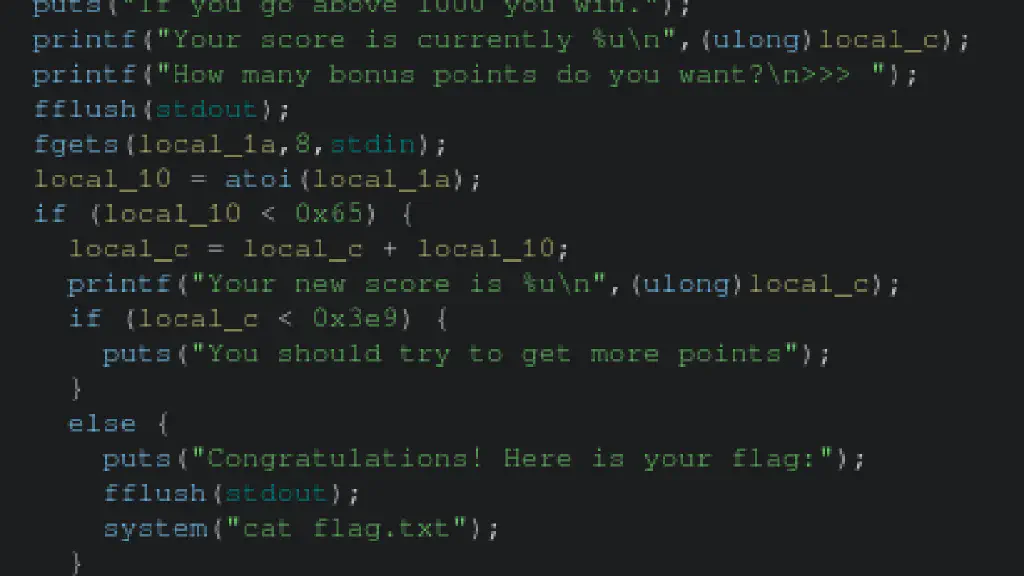 puts("If you go above 1000 you win.");
printf("Your score is currently %u\n",(ulong)local_c);
printf("How many bonus points do you want?\n>>> ");
fflush(stdout);
fgets(local_1a,8,stdin);
local_10 = atoi(local_1a);
if (local_10 < 0x65) {
local_c = local_c + local_10;
printf("Your new score is %u\n",(ulong)local_c);
if (local_c < 0x3e9) {
puts("You should try to get more points");
}
else {
puts("Congratulations! Here is your flag:");
fflush(stdout);
system("cat flag.txt");
}